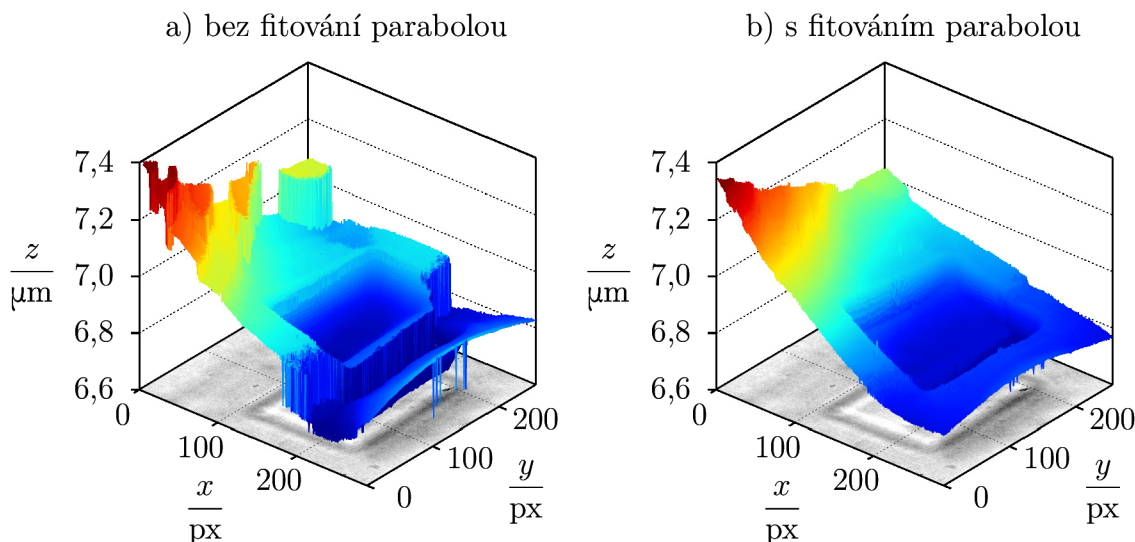 a) bez fitování parabolou
7,4
7,2
7,0
6,8
6,6
z
µm
0
100
200
x
px
0
100
200
y
px
b) s fitováním parabolou
7,4
7,2
7,0
6,8
6,6
z
µm
0
100
200
x
px
0
100
200
y
px